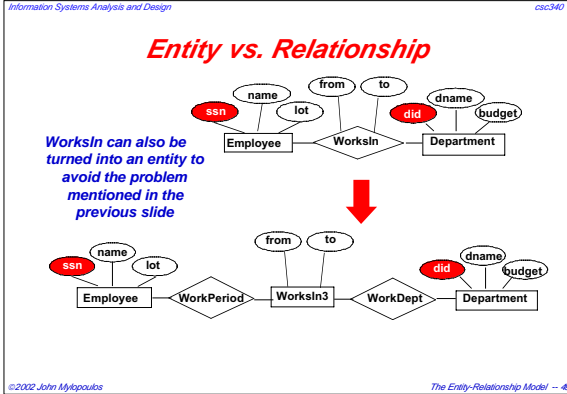 Information Systems Analysis and Design csc340
Entity vs. Relationship
from to
name dname
ssn lot did budget
Employee WorksIn Department
WorksIn can also be
turned into an entity to
avoid the problem
mentioned in the
previous slide
from to
name dname
ssn lot did budget
Employee WorkPeriod WorksIn3 WorkDept Department
©2002 John Mylopoulos The Entity-Relationship Model --